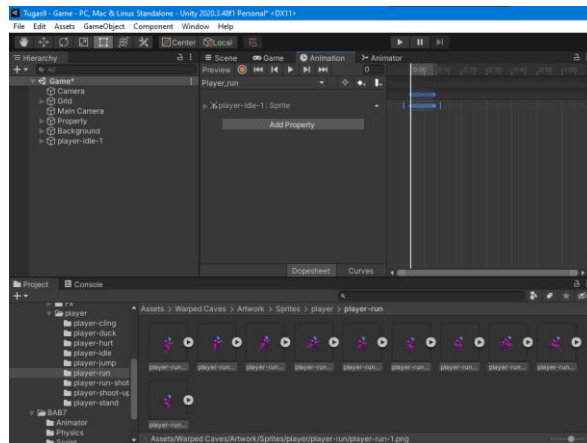 Tugas9 - Game - PC, Mac & Linux Standalone - Unity 2020.3.48f1 Personal* <DX11>
File Edit Assets GameObject Component Window Help
Center Local
Hierarchy
Scene Game Animation Animator
Preview 0
All
Game*
Player_run
Camera
Grid
Main Camera
player-idle-1 : Sprite
Property
Background
Add Property
player-idle-1
Dopesheet Curves
Project Console
player
Assets > Warped Caves > Artwork > Sprites > player > player-run
player-cling
player-duck
player-hurt
player-idle
player-jump
player-run
player-run... player-run... player-run... player-run... player-run... player-run... player-run... player-run... player-run...
player-run-shot
player-shoot-up
player-stand
BAB7
Animator
player-run...
Physics
Script
Assets/Warped Caves/Artwork/Sprites/player/player-run/player-run-1.png